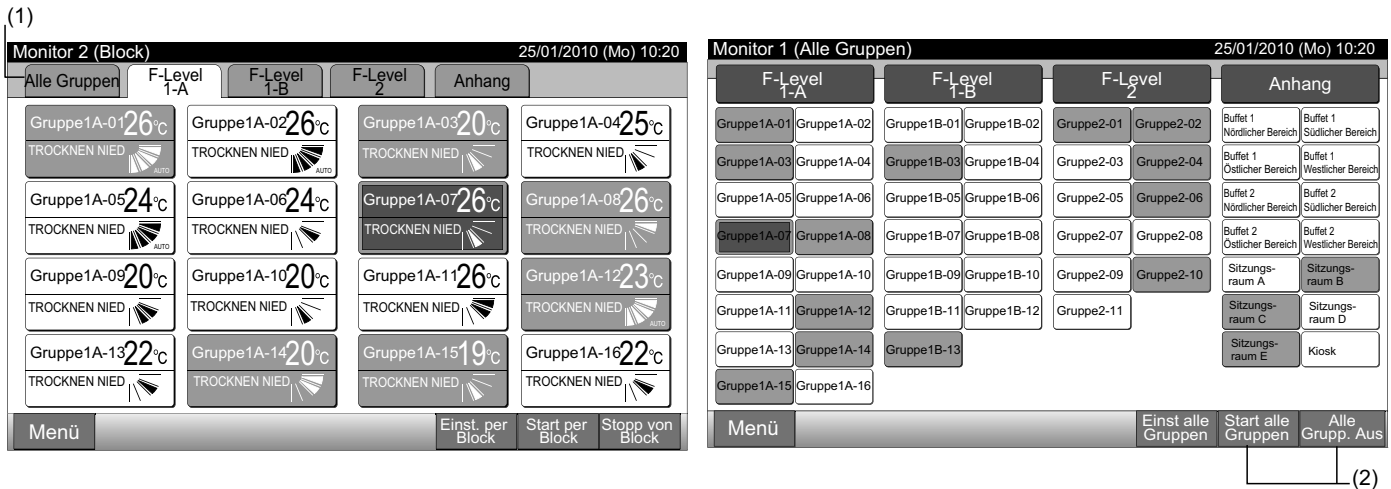 (1)
Monitor 2 (Block) 25/01/2010 (Mo) 10:20
Alle Gruppen F-Level 1-A F-Level 1-B F-Level 2 Anhang
Gruppe1A-01 26°C Gruppe1A-02 26°C Gruppe1A-03 20°C Gruppe1A-04 25°C
TROCKNEN NIED AUTO TROCKNEN NIED AUTO TROCKNEN NIED TROCKNEN NIED
Gruppe1A-05 24°C Gruppe1A-06 24°C Gruppe1A-07 26°C Gruppe1A-08 26°C
TROCKNEN NIED AUTO TROCKNEN NIED TROCKNEN NIED TROCKNEN NIED
Gruppe1A-09 20°C Gruppe1A-10 20°C Gruppe1A-11 26°C Gruppe1A-12 23°C
TROCKNEN NIED TROCKNEN NIED TROCKNEN NIED TROCKNEN NIED AUTO
Gruppe1A-13 22°C Gruppe1A-14 20°C Gruppe1A-15 19°C Gruppe1A-16 22°C
TROCKNEN NIED TROCKNEN NIED TROCKNEN NIED TROCKNEN NIED
Menü Einst. per Block Start per Block Stopp von Block
Monitor 1 (Alle Gruppen) 25/01/2010 (Mo) 10:20
F-Level 1-A F-Level 1-B F-Level 2 Anhang
Gruppe1A-01 Gruppe1A-02 Gruppe1B-01 Gruppe1B-02 Gruppe2-01 Gruppe2-02 Buffet 1 Nördlicher Bereich Buffet 1 Südlicher Bereich
Gruppe1A-03 Gruppe1A-04 Gruppe1B-03 Gruppe1B-04 Gruppe2-03 Gruppe2-04 Buffet 1 Östlicher Bereich Buffet 1 Westlicher Bereich
Gruppe1A-05 Gruppe1A-06 Gruppe1B-05 Gruppe1B-06 Gruppe2-05 Gruppe2-06 Buffet 2 Nördlicher Bereich Buffet 2 Südlicher Bereich
Gruppe1A-07 Gruppe1A-08 Gruppe1B-07 Gruppe1B-08 Gruppe2-07 Gruppe2-08 Buffet 2 Östlicher Bereich Buffet 2 Westlicher Bereich
Gruppe1A-09 Gruppe1A-10 Gruppe1B-09 Gruppe1B-10 Gruppe2-09 Gruppe2-10 Sitzungs- raum A Sitzungs- raum B
Gruppe1A-11 Gruppe1A-12 Gruppe1B-11 Gruppe1B-12 Gruppe2-11 Sitzungs- raum C Sitzungs- raum D
Gruppe1A-13 Gruppe1A-14 Gruppe1B-13 Sitzungs- raum E Kiosk
Gruppe1A-15 Gruppe1A-16
Menü Einst alle Gruppen Start alle Gruppen Alle Grupp. Aus
(2)